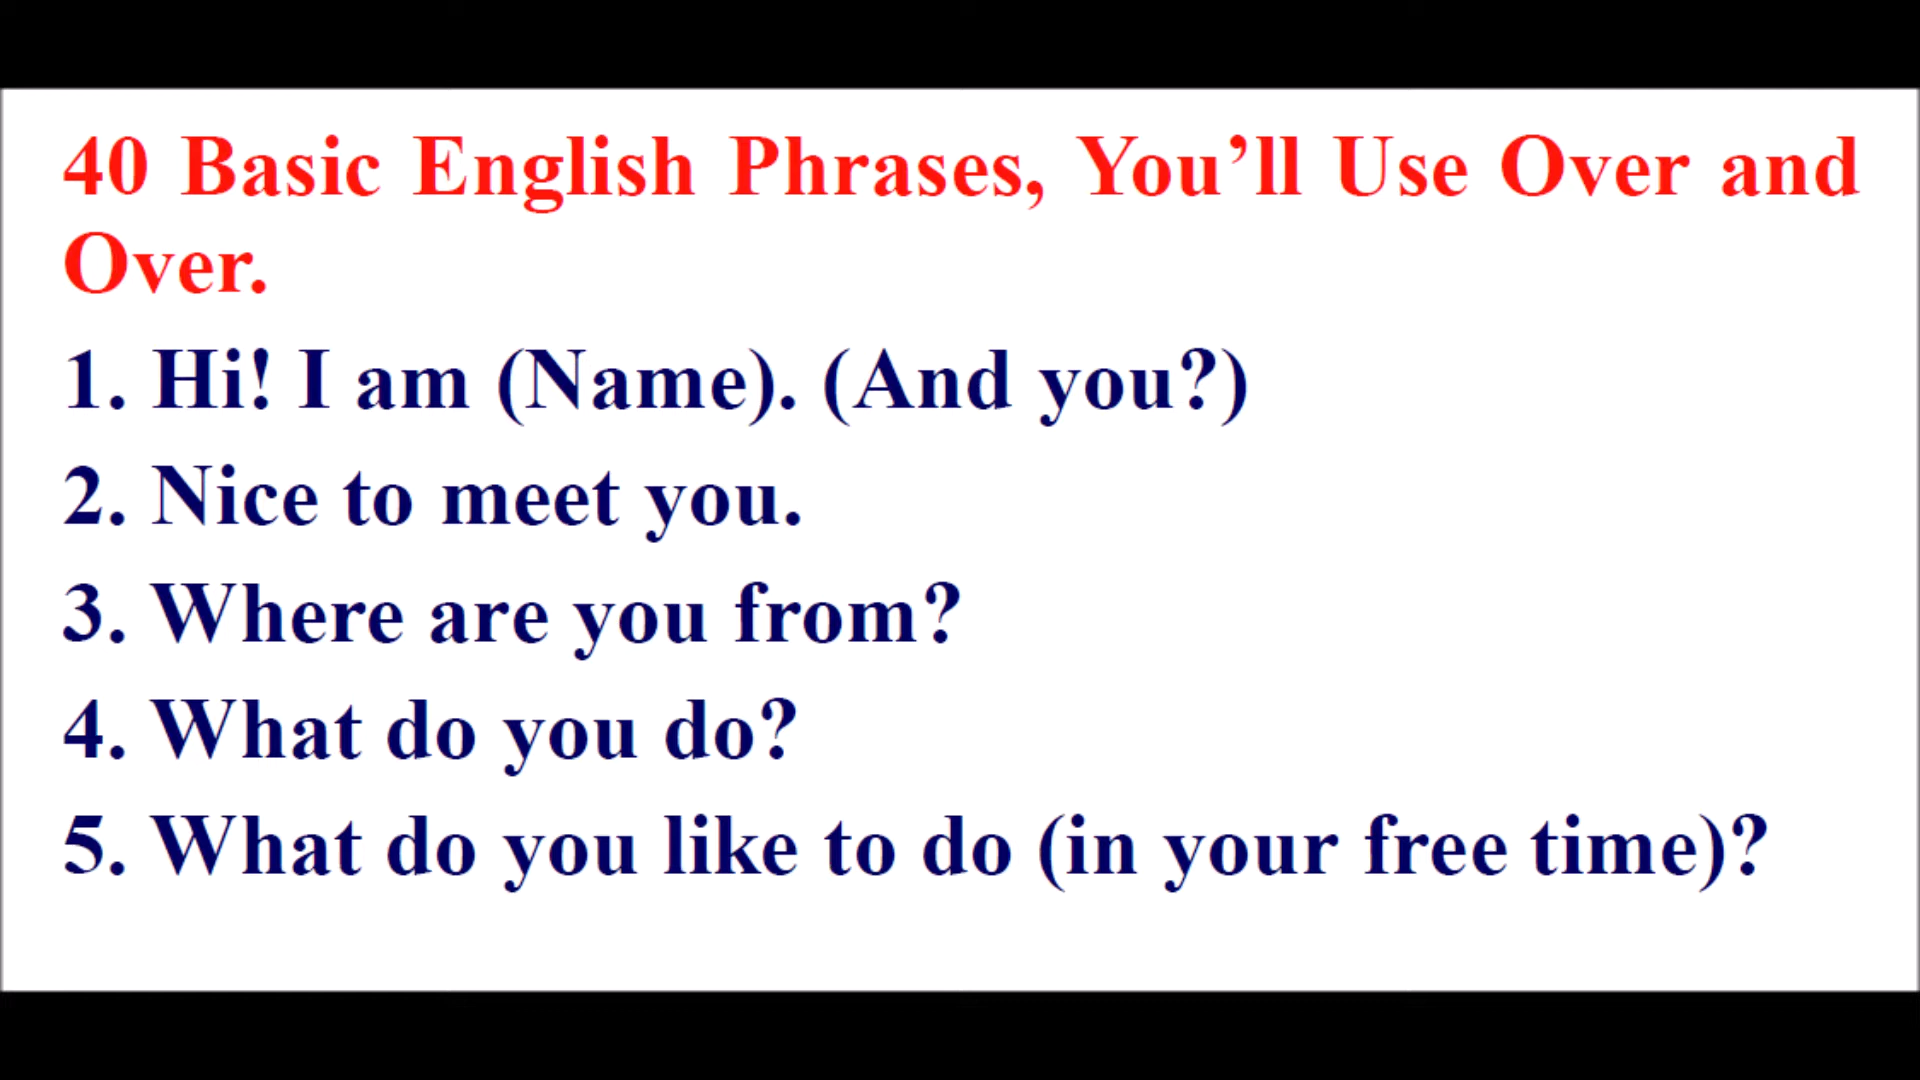 40 Basic English Phrases, You’ll Use Over and
Over.
1. Hi! I am (Name). (And you?)
2. Nice to meet you.
3. Where are you from?
4. What do you do?
5. What do you like to do (in your free time)?